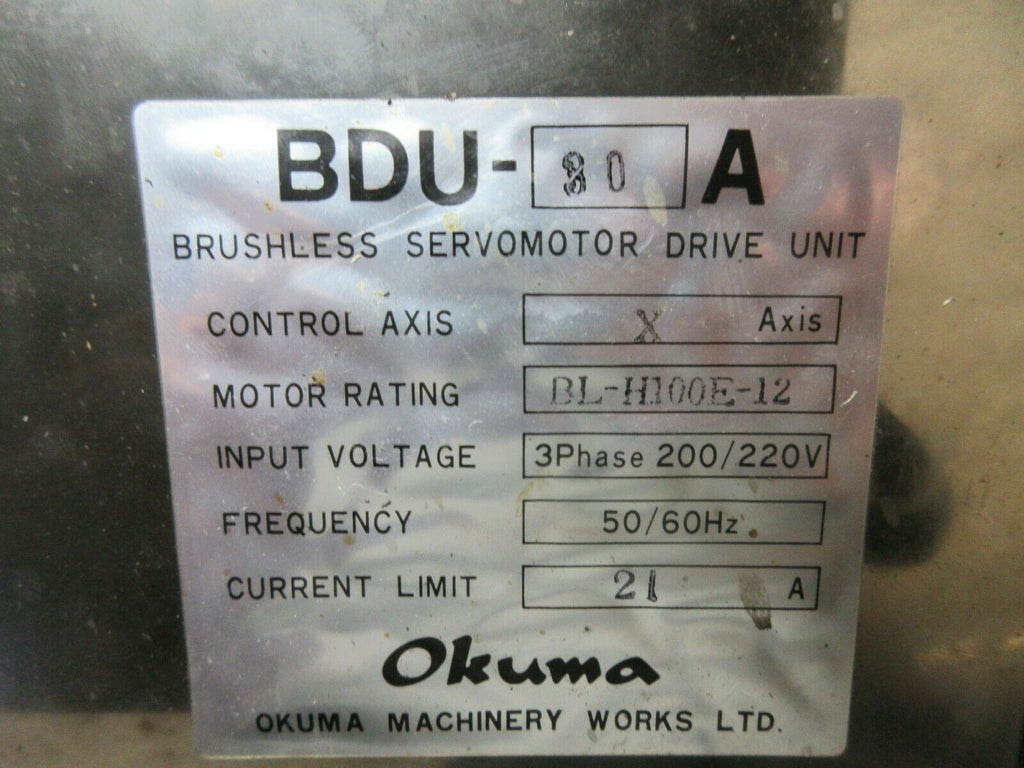 BDU-30 A
BRUSHLESS SERVOMOTOR DRIVE UNIT
CONTROL AXIS X Axis
MOTOR RATING BL-H100E-12
INPUT VOLTAGE 3Phase 200/220V
FREQUENCY 50/60Hz
CURRENT LIMIT 21 A
Okuma
OKUMA MACHINERY WORKS LTD.